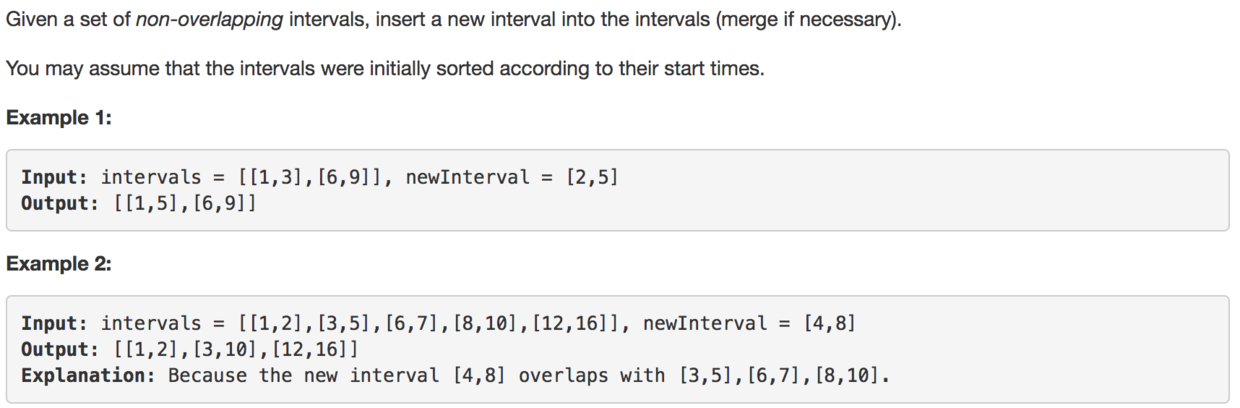 Given a set of non-overlapping intervals, insert a new interval into the intervals (merge if necessary).
You may assume that the intervals were initially sorted according to their start times.
Example 1:
Input: intervals = [[1,3],[6,9]], newInterval = [2,5]
Output: [[1,5],[6,9]]
Example 2:
Input: intervals = [[1,2],[3,5],[6,7],[8,10],[12,16]], newInterval = [4,8]
Output: [[1,2],[3,10],[12,16]]
Explanation: Because the new interval [4,8] overlaps with [3,5],[6,7],[8,10].